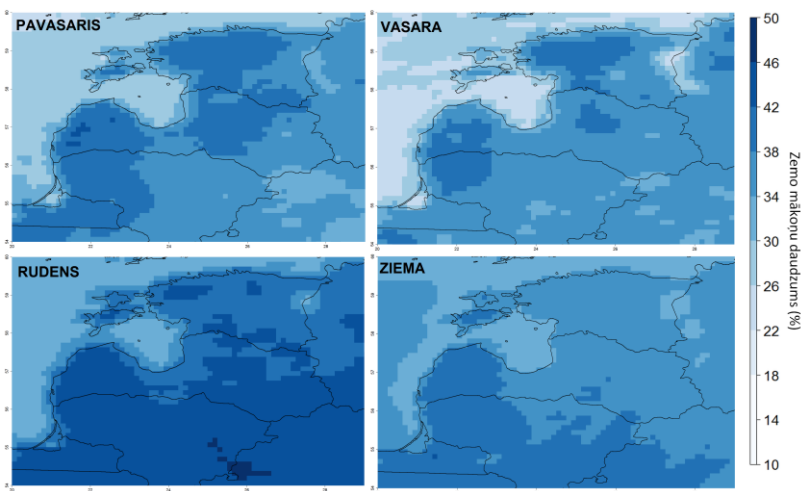 PAVASARIS
VASARA
RUDENS
ZIEMA
50
46
42
38
34
30
26
22
18
14
10
Zemo mākoņu daudzums (%)